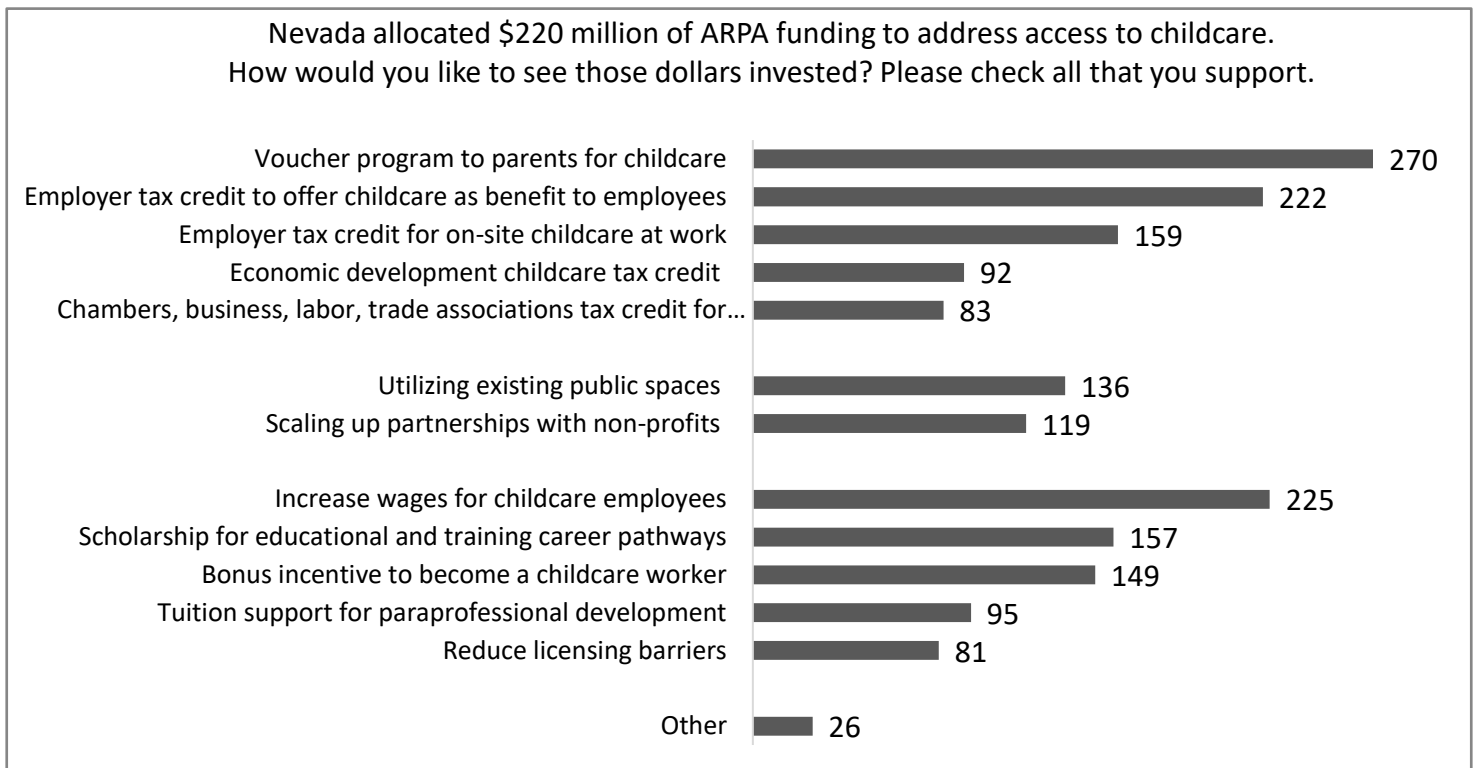 Nevada allocated $220 million of ARPA funding to address access to childcare.
How would you like to see those dollars invested? Please check all that you support.
Voucher program to parents for childcare 270
Employer tax credit to offer childcare as benefit to employees 222
Employer tax credit for on-site childcare at work 159
Economic development childcare tax credit 92
Chambers, business, labor, trade associations tax credit for… 83
Utilizing existing public spaces 136
Scaling up partnerships with non-profits 119
Increase wages for childcare employees 225
Scholarship for educational and training career pathways 157
Bonus incentive to become a childcare worker 149
Tuition support for paraprofessional development 95
Reduce licensing barriers 81
Other 26